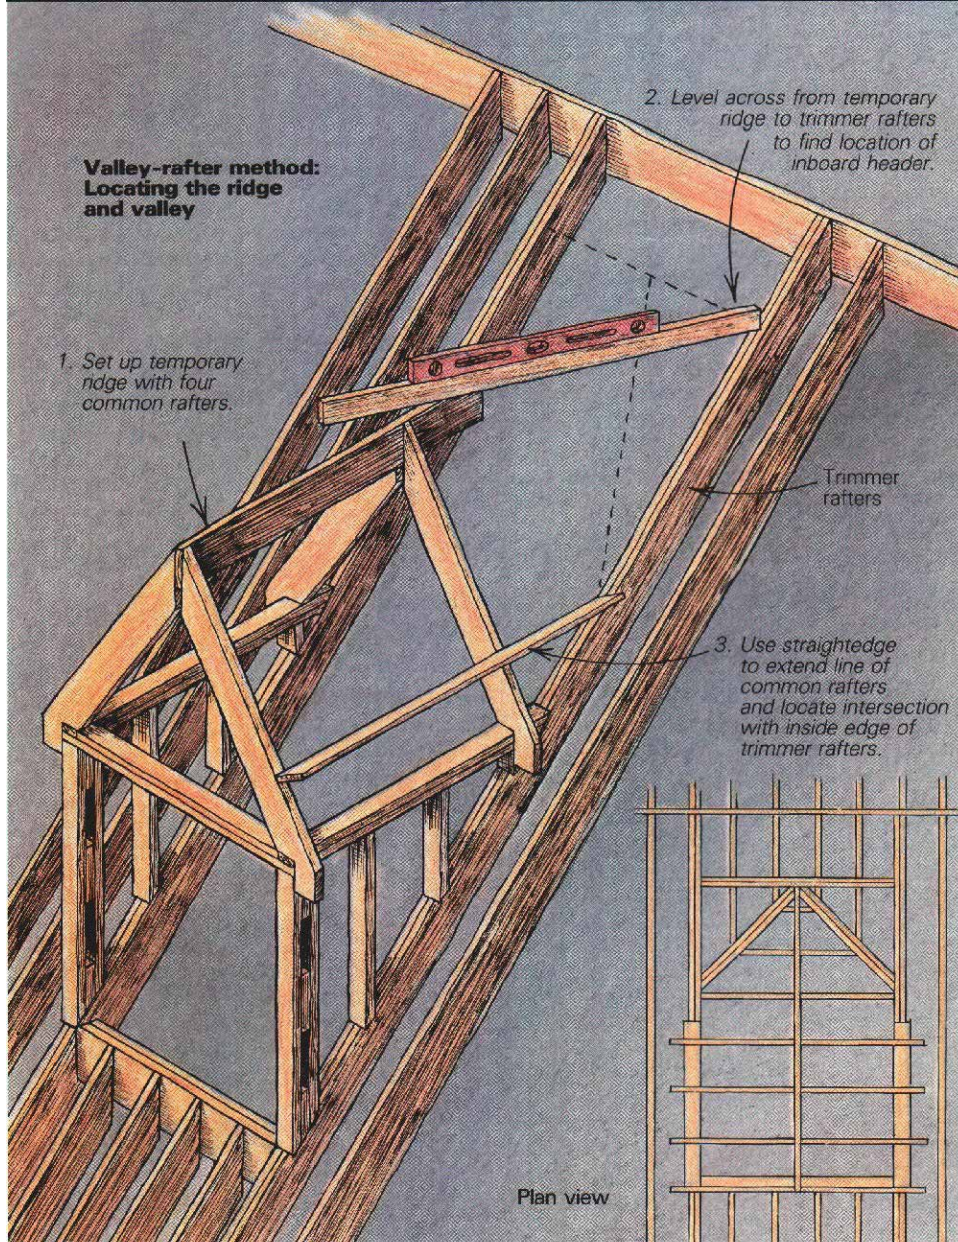 Valley-rafter method:
Locating the ridge
and valley
2. Level across from temporary
ridge to trimmer rafters
to find location of
inboard header.
1. Set up temporary
ridge with four
common rafters.
Trimmer
rafters
3. Use straightedge
to extend line of
common rafters
and locate intersection
with inside edge of
trimmer rafters.
Plan view